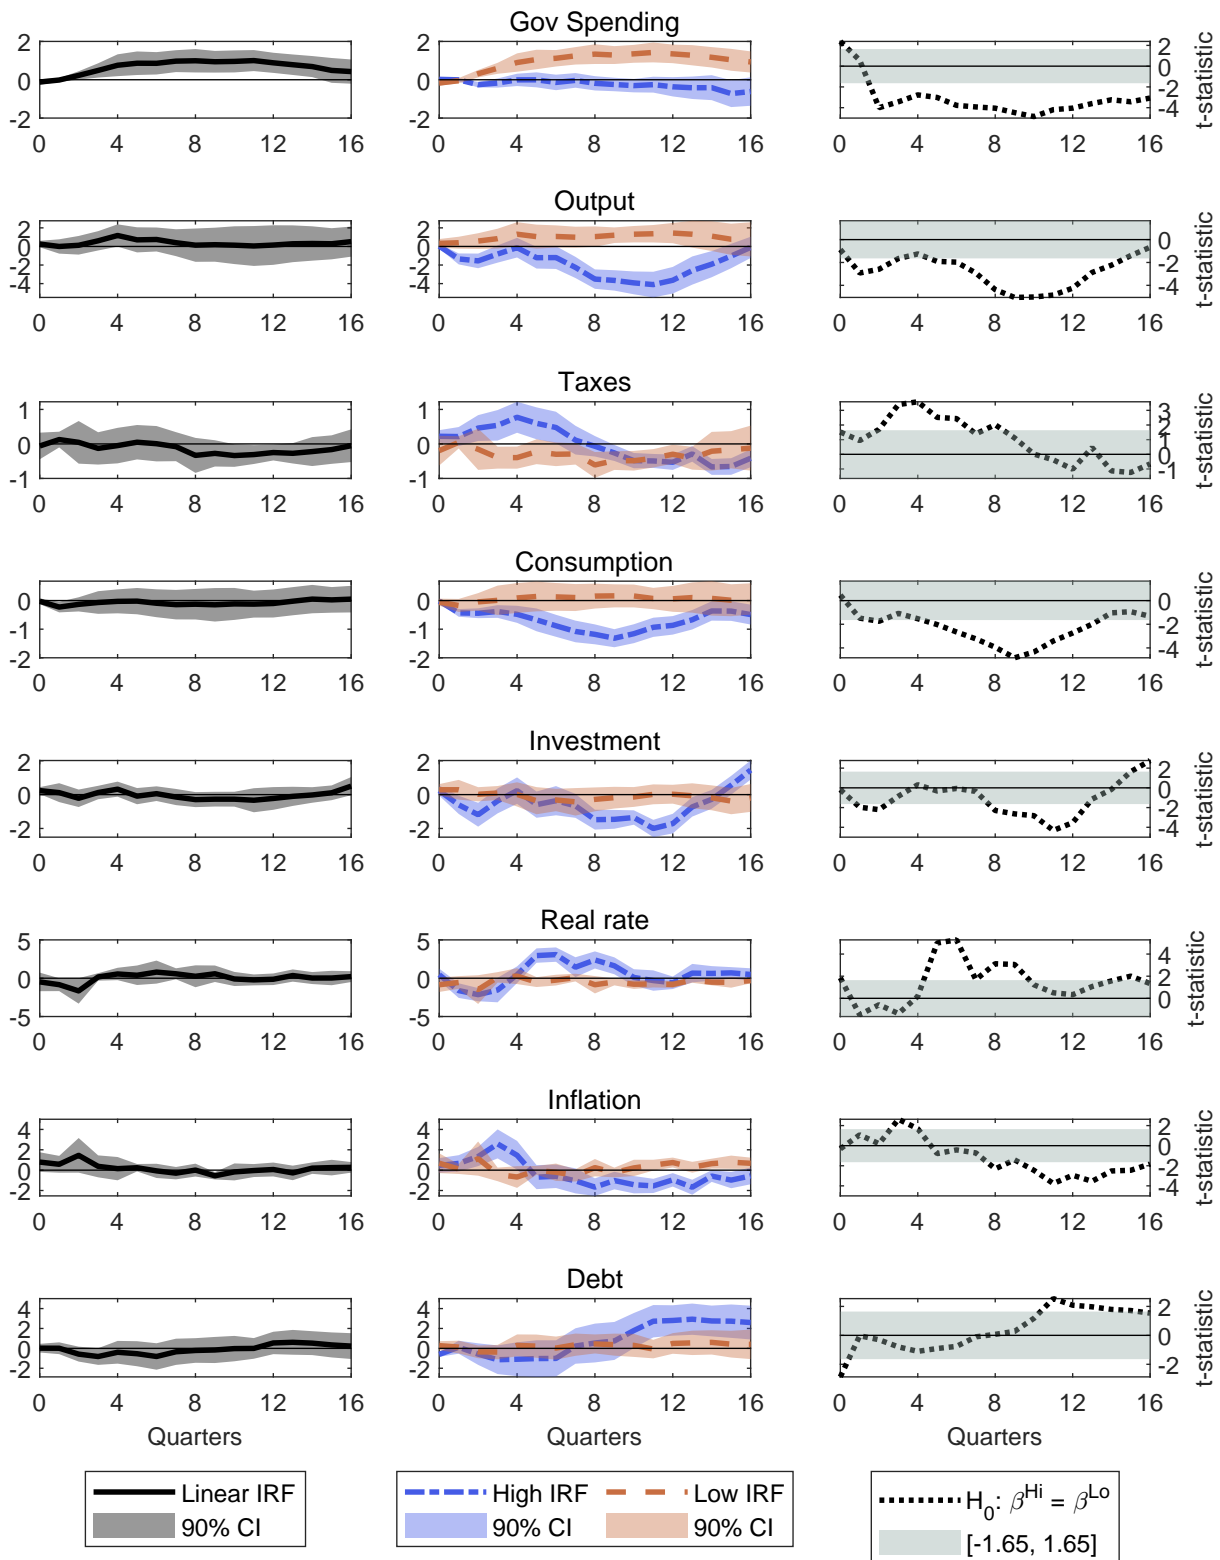 Gov Spending
2
0
-2
0 4 8 12 16
2
0
-2
0 4 8 12 16
2
0
-2
-4
0 4 8 12 16
t-statistic
Output
2
0
-2
-4
0 4 8 12 16
2
0
-2
-4
0 4 8 12 16
0
-2
-4
0 4 8 12 16
t-statistic
Taxes
1
0
-1
0 4 8 12 16
1
0
-1
0 4 8 12 16
3
2
1
0
-1
0 4 8 12 16
t-statistic
Consumption
0
-1
-2
0 4 8 12 16
0
-1
-2
0 4 8 12 16
0
-2
-4
0 4 8 12 16
t-statistic
Investment
2
0
-2
0 4 8 12 16
2
0
-2
0 4 8 12 16
2
0
-2
-4
0 4 8 12 16
t-statistic
Real rate
5
0
-5
0 4 8 12 16
5
0
-5
0 4 8 12 16
4
2
0
0 4 8 12 16
t-statistic
Inflation
4
2
0
-2
0 4 8 12 16
4
2
0
-2
0 4 8 12 16
2
0
-2
-4
0 4 8 12 16
t-statistic
Debt
4
2
0
-2
0 4 8 12 16
4
2
0
-2
0 4 8 12 16
2
0
-2
0 4 8 12 16
t-statistic
Quarters
Quarters
Quarters
Linear IRF
90% CI
High IRF
Low IRF
90% CI
90% CI
H0: βHi = βLo
[-1.65, 1.65]